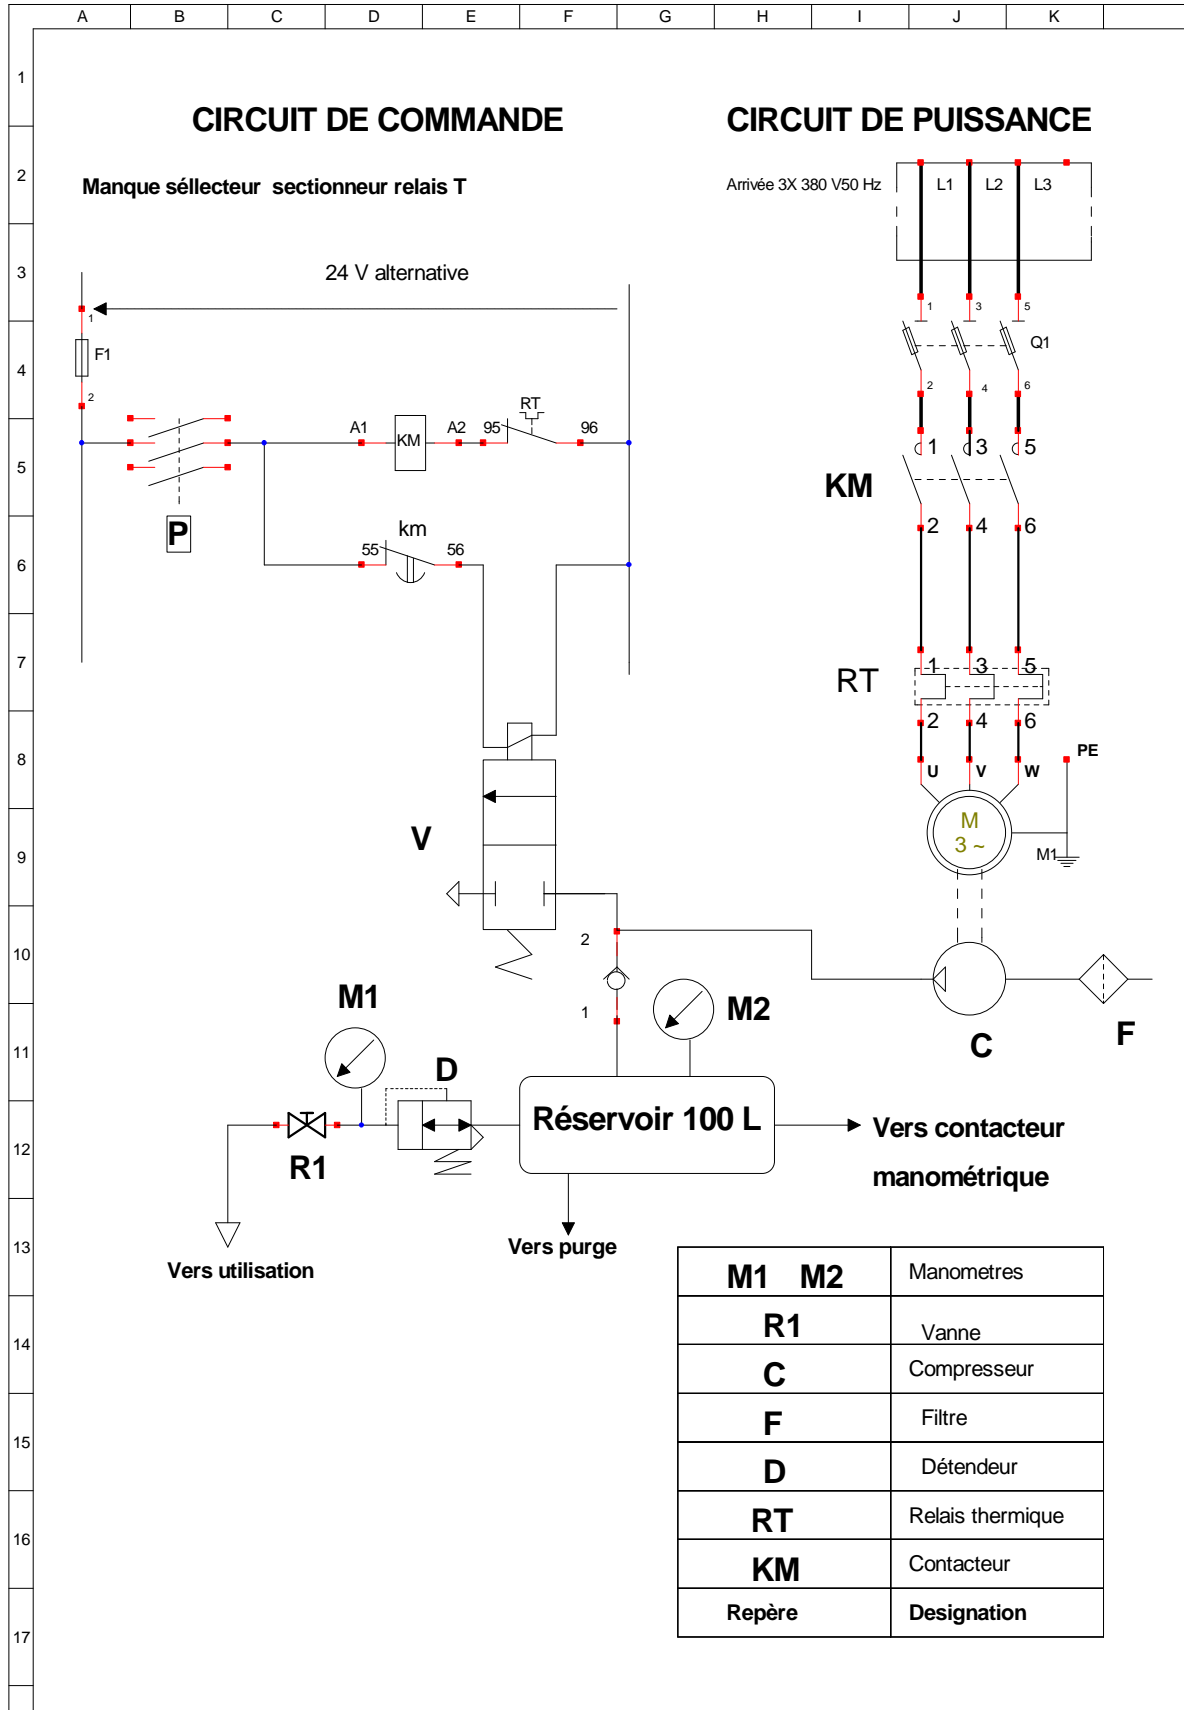 A B C D E F G H I J K
1
CIRCUIT DE COMMANDE CIRCUIT DE PUISSANCE
2
Manque séllecteur sectionneur relais T
Arrivée 3X 380 V50 Hz L1 L2 L3
3
24 V alternative
1
1 3 5
F1
Q1
4
2
2 4 6
RT
A1 KM A2 95 96
1 3 5
5
KM
P
2 4 6
km
55 56
6
7
1 3 5
RT
2 4 6
8
PE
U V W
M
3 ~
V
M1
9
2
10
M1
M2
1
C
F
11
D
Réservoir 100 L
Vers contacteur
manométrique
12
R1
13
Vers purge
Vers utilisation
M1 M2 Manometres
14
R1 Vanne
C Compresseur
15
F Filtre
D Détendeur
16
RT Relais thermique
KM Contacteur
17
Repère Designation